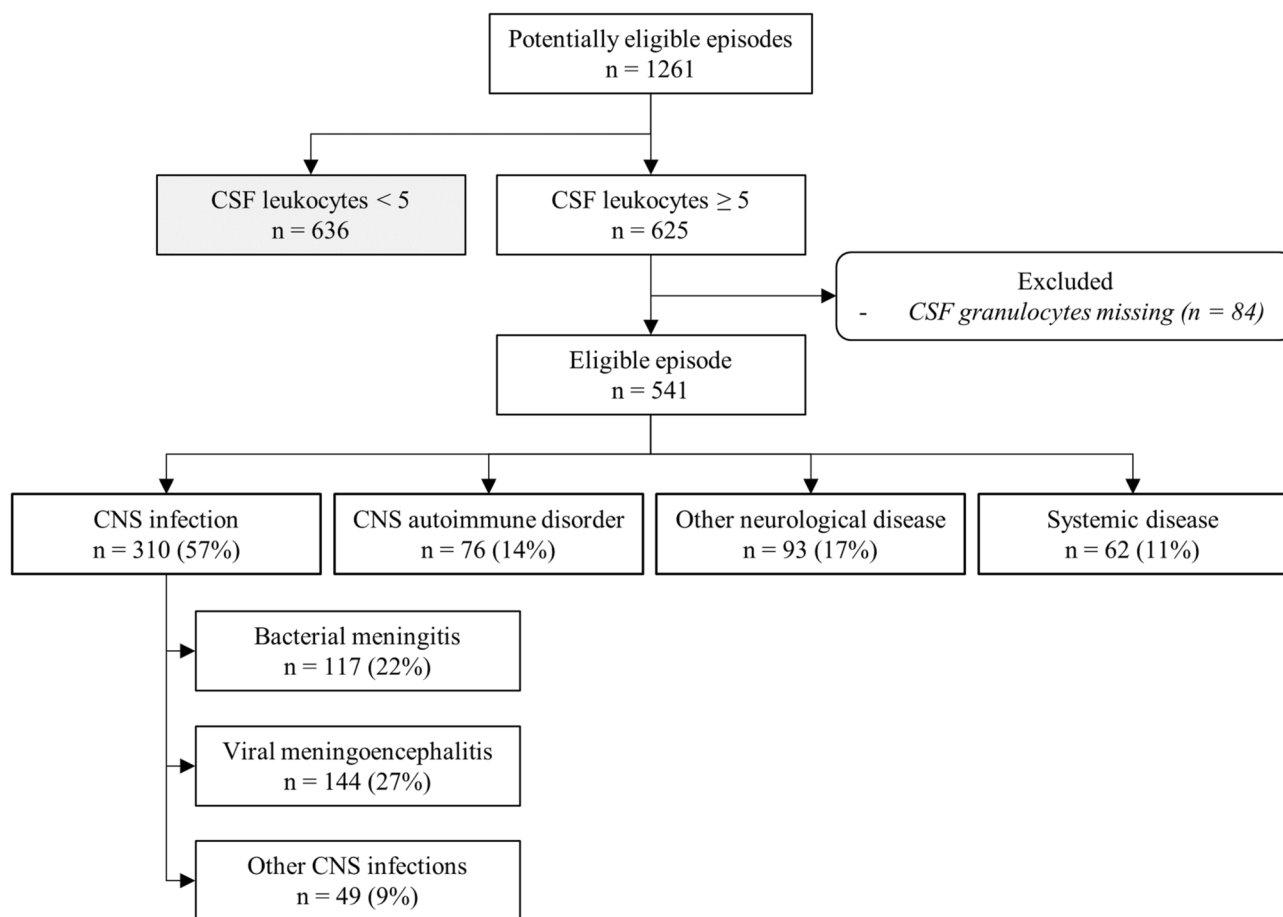 Potentially eligible episodes
n = 1261
CSF leukocytes < 5
n = 636
CSF leukocytes ≥ 5
n = 625
Excluded
- CSF granulocytes missing (n = 84)
Eligible episode
n = 541
CNS infection
n = 310 (57%)
CNS autoimmune disorder
n = 76 (14%)
Other neurological disease
n = 93 (17%)
Systemic disease
n = 62 (11%)
Bacterial meningitis
n = 117 (22%)
Viral meningoencephalitis
n = 144 (27%)
Other CNS infections
n = 49 (9%)